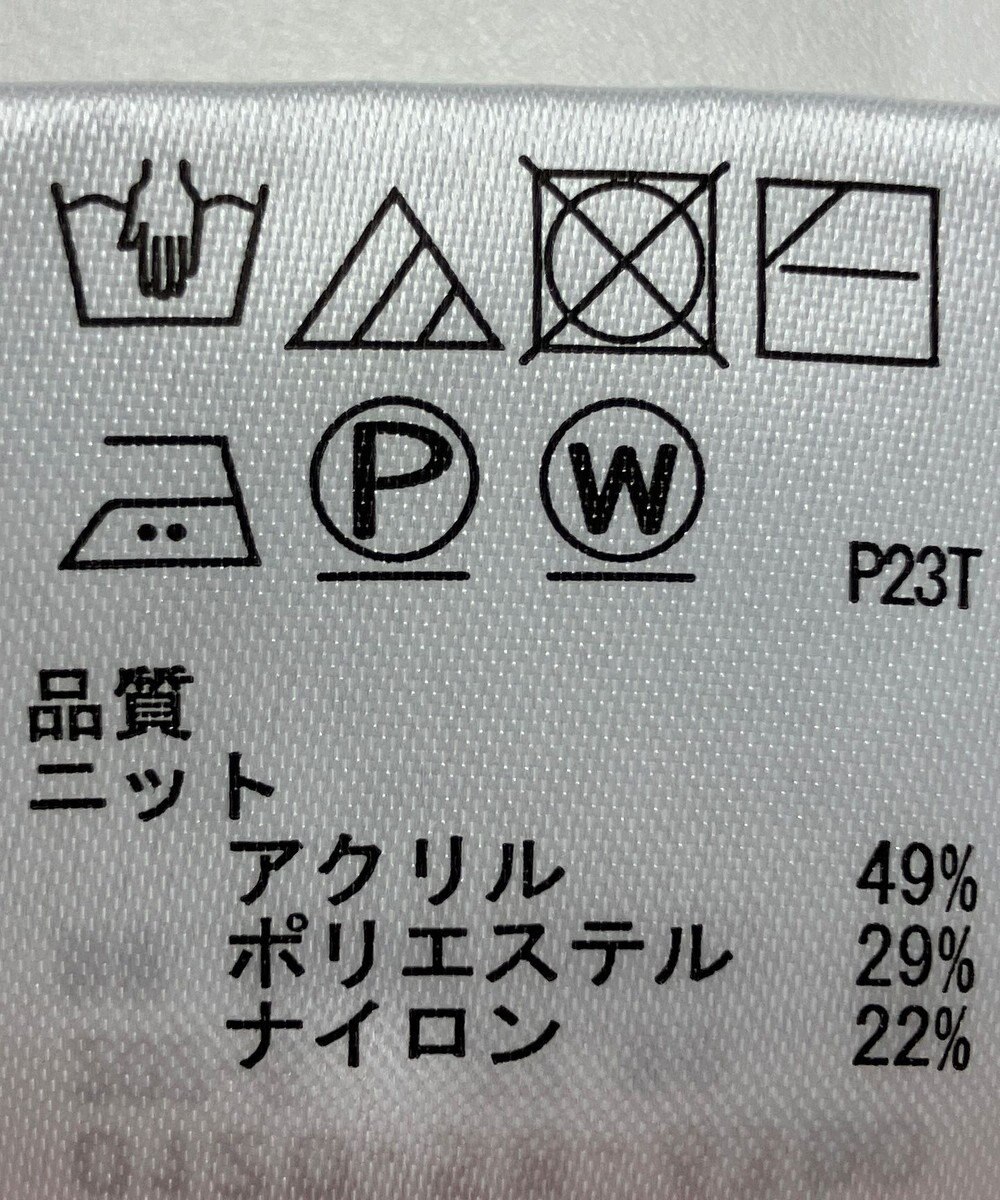 P W
P23T
品質
ニット
アクリル 49%
ポリエステル 29%
ナイロン 22%